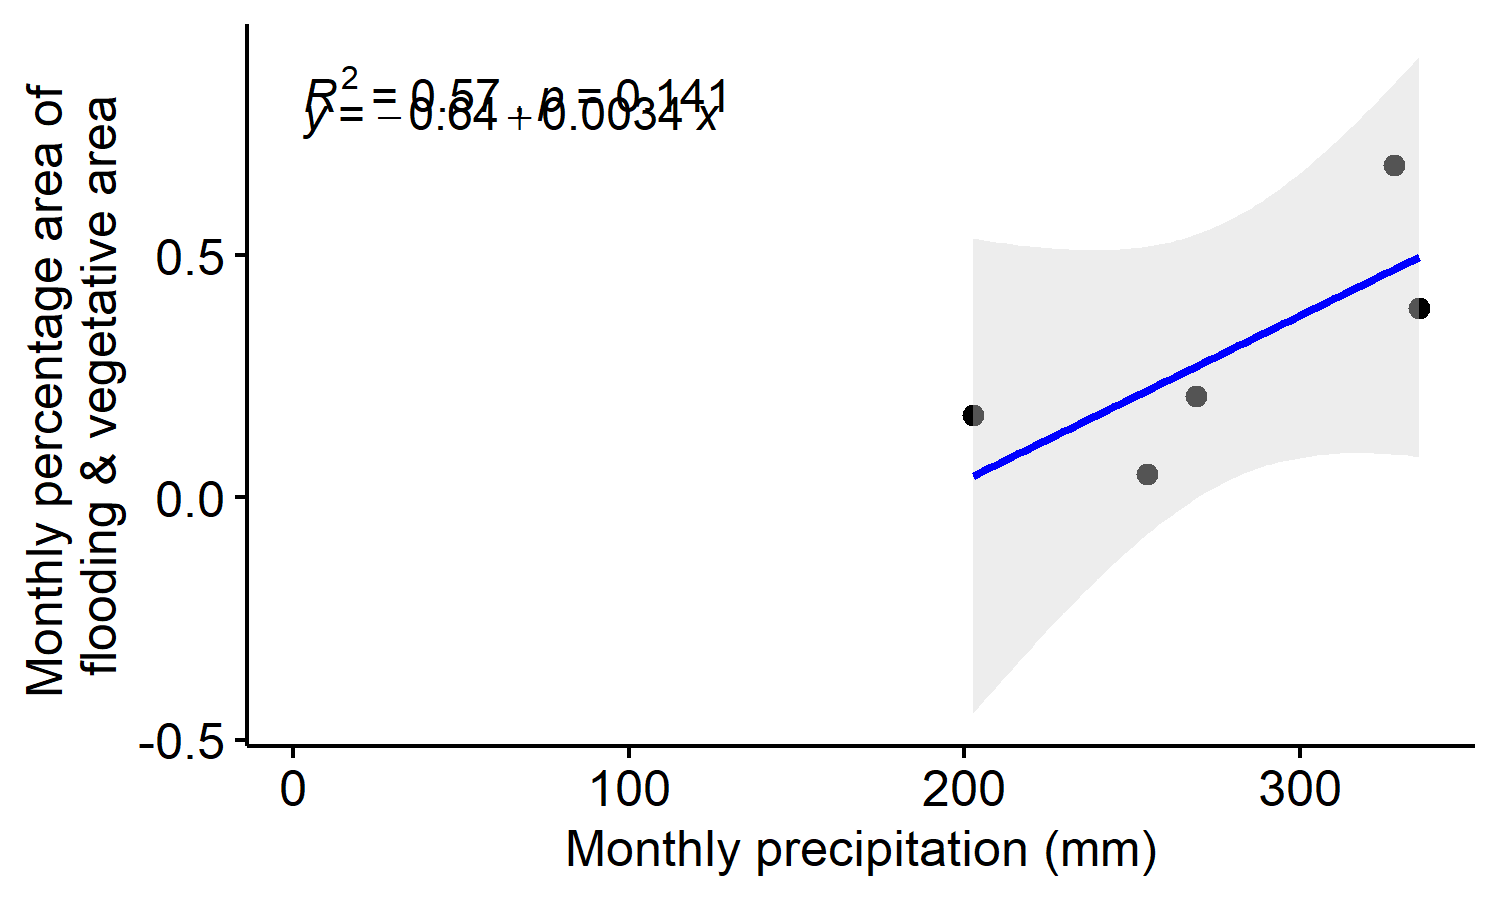 R² = 0.57 , p = 0.141
y = −0.64 + 0.0034 x
Monthly percentage area of
flooding & vegetative area
0.5
0.0
-0.5
0
100
200
300
Monthly precipitation (mm)